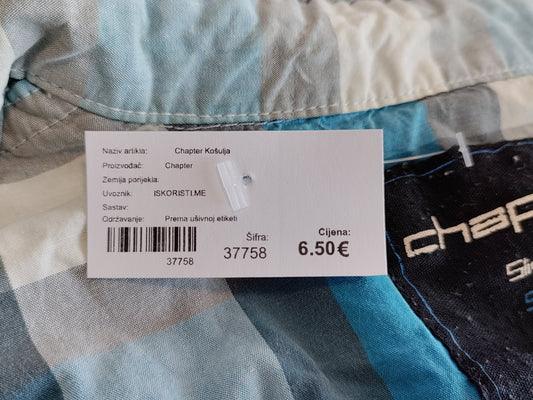 Naziv artikla: Chapter Košulja
Proizvođač: Chapter
Zemlja porijekla:
Uvoznik: ISKORISTI.ME
Sastav:
Održavanje: Prema ušivnoj etiketi
37758
Šifra:
37758
Cijena:
6.50€
chap